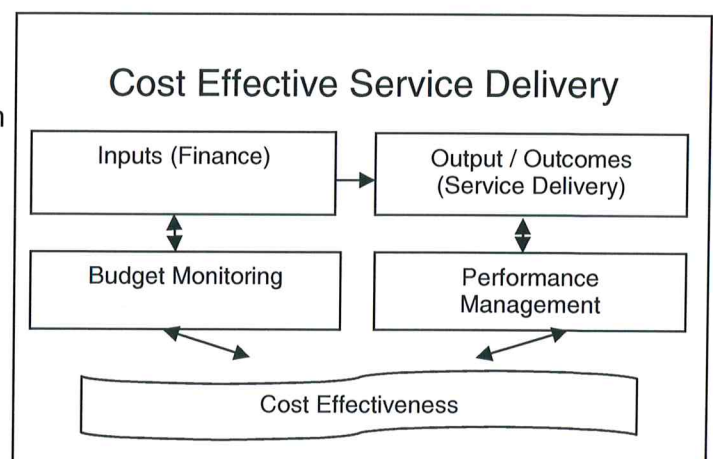 Cost Effective Service Delivery
Inputs (Finance)
Output / Outcomes
(Service Delivery)
Budget Monitoring
Performance
Management
Cost Effectiveness